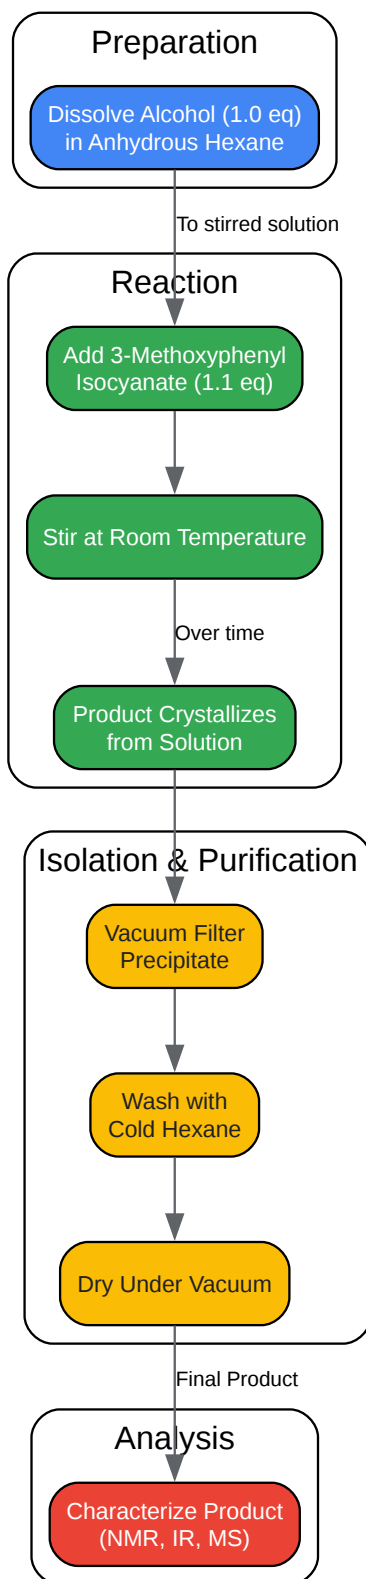 Preparation
Dissolve Alcohol (1.0 eq)
in Anhydrous Hexane
To stirred solution
Reaction
Add 3-Methoxyphenyl
Isocyanate (1.1 eq)
Stir at Room Temperature
Over time
Product Crystallizes
from Solution
Isolation & Purification
Vacuum Filter
Precipitate
Wash with
Cold Hexane
Dry Under Vacuum
Final Product
Analysis
Characterize Product
(NMR, IR, MS)